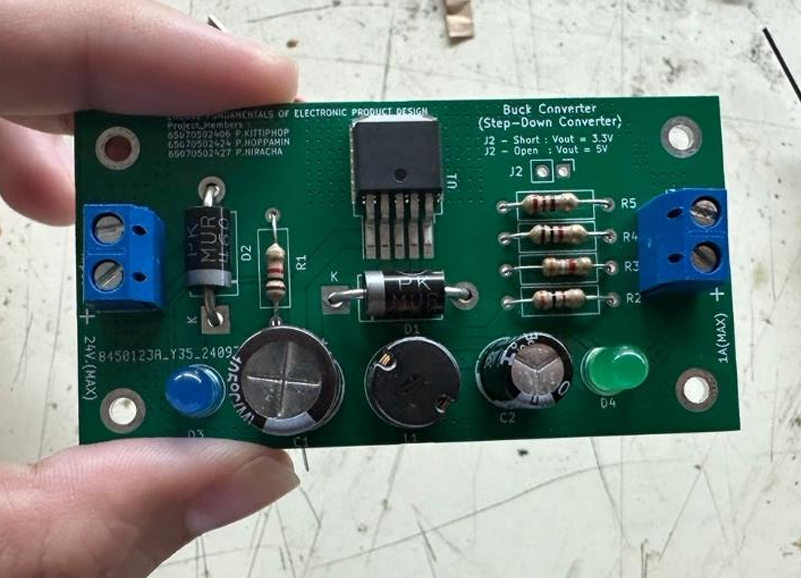 FUNDAMENTALS OF ELECTRONIC PRODUCT DESIGN
Project Members :
65070502406 P.KITTIPHOP
65070502424 P.HOPPAMIN
65070502427 P.NIRACHA
Buck Converter
(Step-Down Converter)
J2 - Short : Vout = 3.3V
J2 - Open : Vout = 5V
J2
U1
R5
R4
R3
R2
D2
PK
MUR
460
K
R1
K
PK
MUR
D1
+
24V.(MAX)
+
1A(MAX)
D3
C1
L1
C2
D4